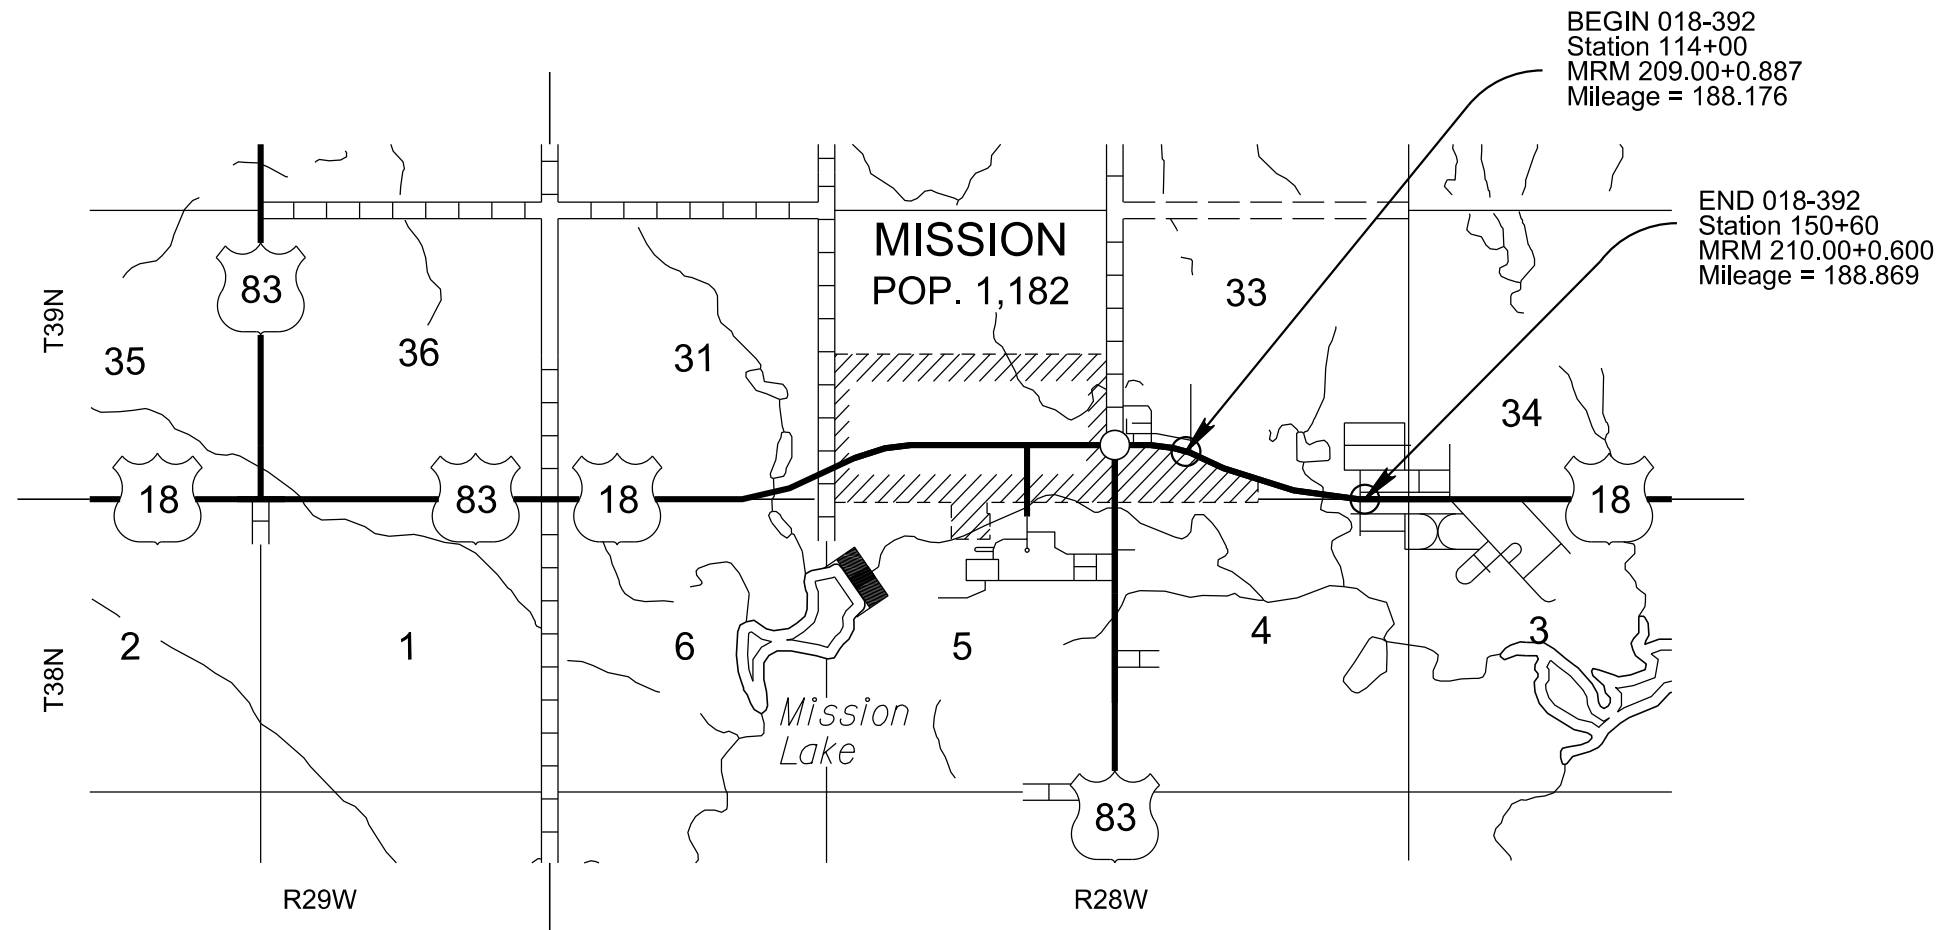 BEGIN 018-392
Station 114+00
MRM 209.00+0.887
Mileage = 188.176
END 018-392
Station 150+60
MRM 210.00+0.600
Mileage = 188.869
MISSION
POP. 1,182
83
33
T39N
35
36
31
34
18
83
18
18
2
1
6
5
4
3
T38N
Mission
Lake
83
R29W
R28W